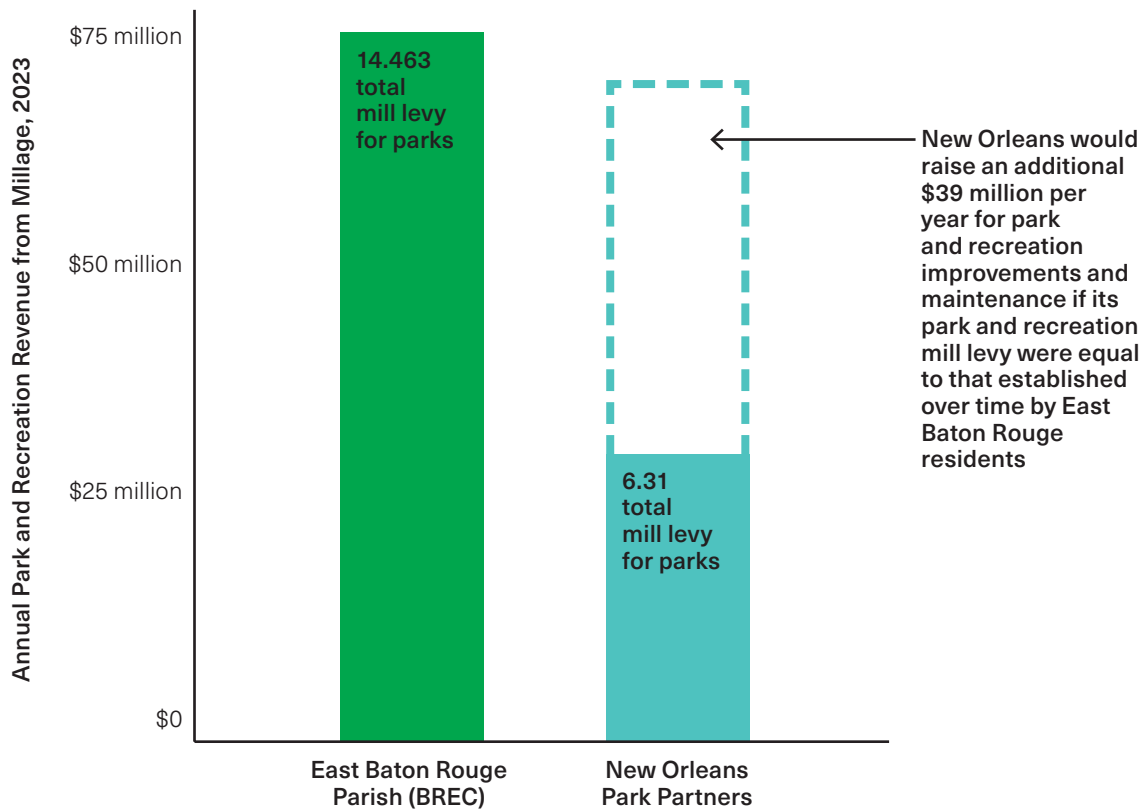 Annual Park and Recreation Revenue from Millage, 2023
$75 million
$50 million
$25 million
$0
14.463
total
mill levy
for parks
6.31
total
mill levy
for parks
New Orleans would
raise an additional
$39 million per
year for park
and recreation
improvements and
maintenance if its
park and recreation
mill levy were equal
to that established
over time by East
Baton Rouge
residents
East Baton Rouge
Parish (BREC)
New Orleans
Park Partners